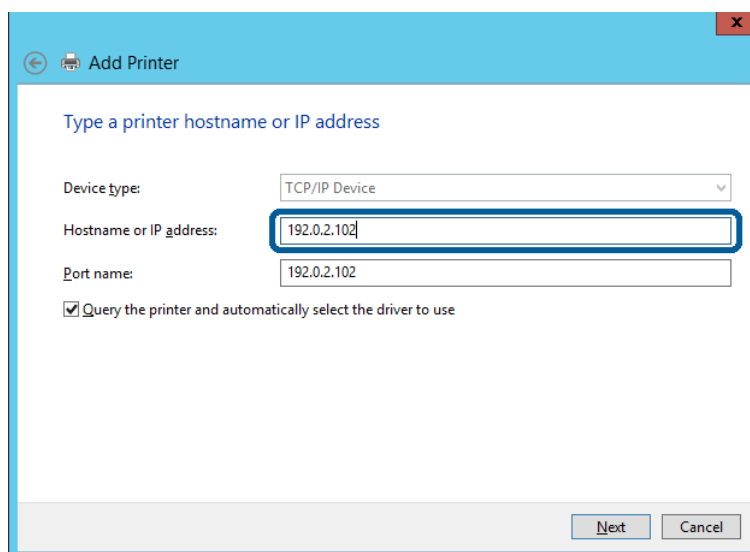 x
Add Printer
Type a printer hostname or IP address
Device type: TCP/IP Device
Hostname or IP address: 192.0.2.102
Port name: 192.0.2.102
Query the printer and automatically select the driver to use
Next Cancel